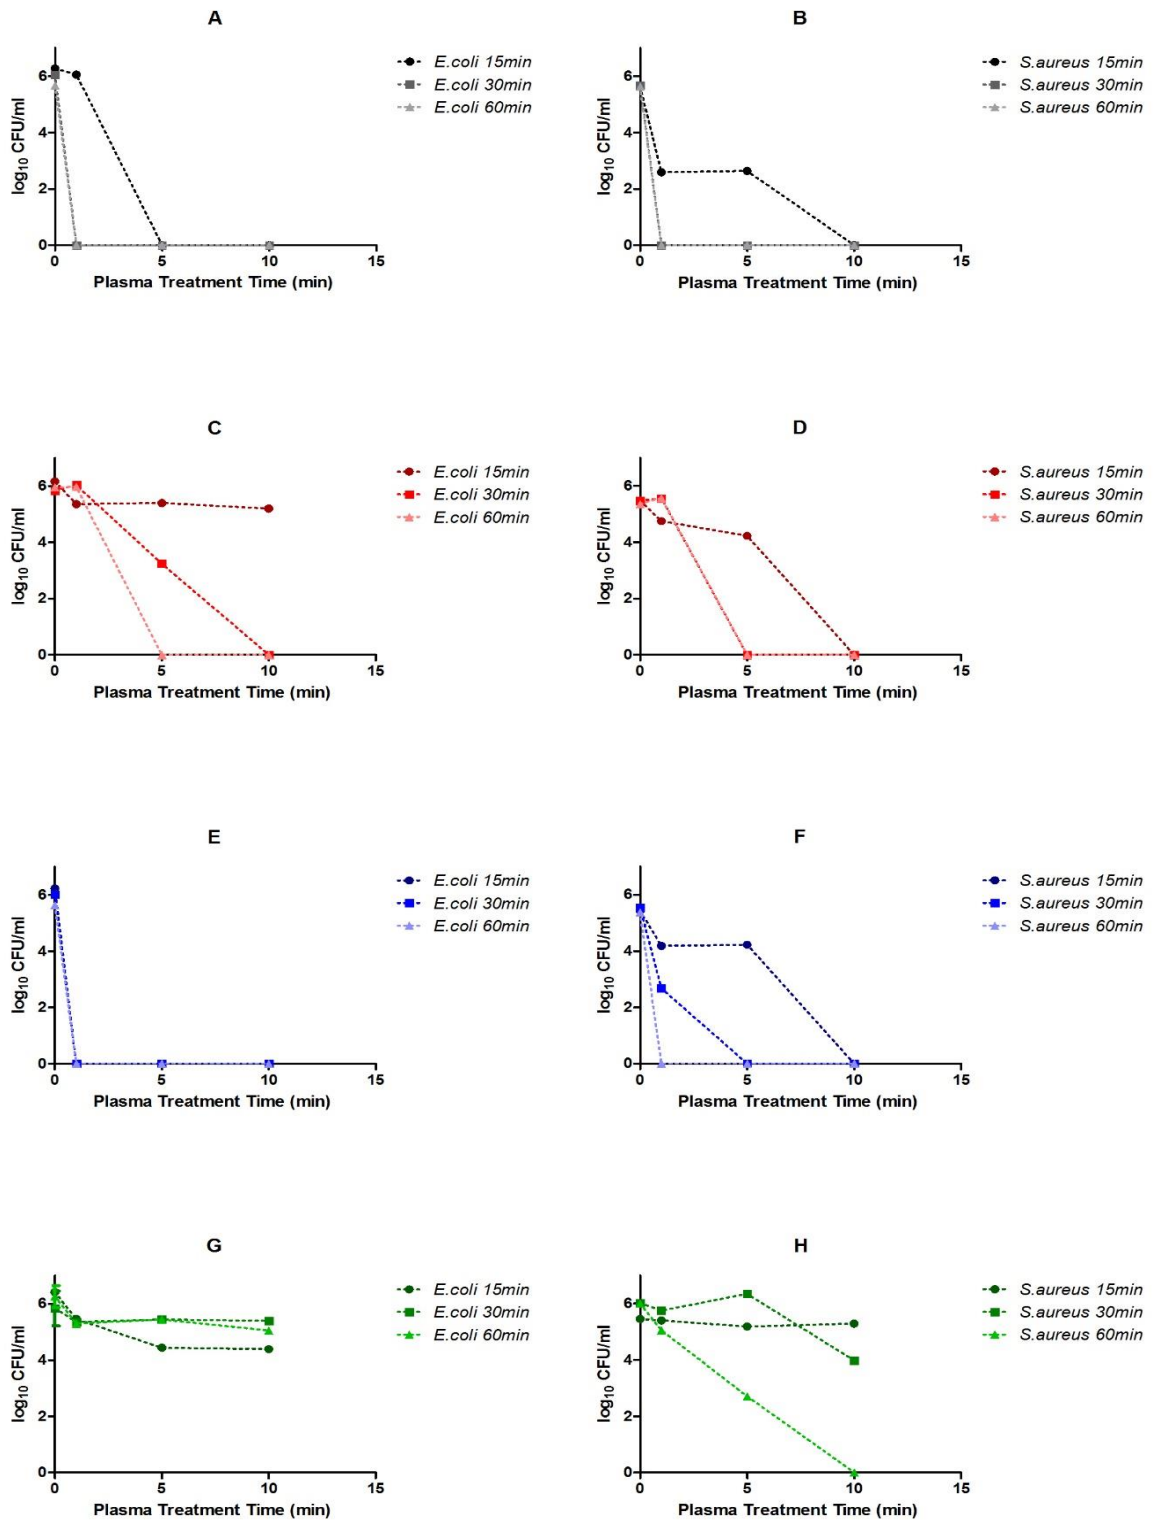 A
B
E.coli 15min
E.coli 30min
E.coli 60min
S.aureus 15min
S.aureus 30min
S.aureus 60min
log10 CFU/ml
6
4
2
0
0 5 10 15
Plasma Treatment Time (min)
log10 CFU/ml
6
4
2
0
0 5 10 15
Plasma Treatment Time (min)
C
D
E.coli 15min
E.coli 30min
E.coli 60min
S.aureus 15min
S.aureus 30min
S.aureus 60min
log10 CFU/ml
6
4
2
0
0 5 10 15
Plasma Treatment Time (min)
log10 CFU/ml
6
4
2
0
0 5 10 15
Plasma Treatment Time (min)
E
F
E.coli 15min
E.coli 30min
E.coli 60min
S.aureus 15min
S.aureus 30min
S.aureus 60min
log10 CFU/ml
6
4
2
0
0 5 10 15
Plasma Treatment Time (min)
log10 CFU/ml
6
4
2
0
0 5 10 15
Plasma Treatment Time (min)
G
H
E.coli 15min
E.coli 30min
E.coli 60min
S.aureus 15min
S.aureus 30min
S.aureus 60min
log10 CFU/ml
6
4
2
0
0 5 10 15
Plasma Treatment Time (min)
log10 CFU/ml
6
4
2
0
0 5 10 15
Plasma Treatment Time (min)